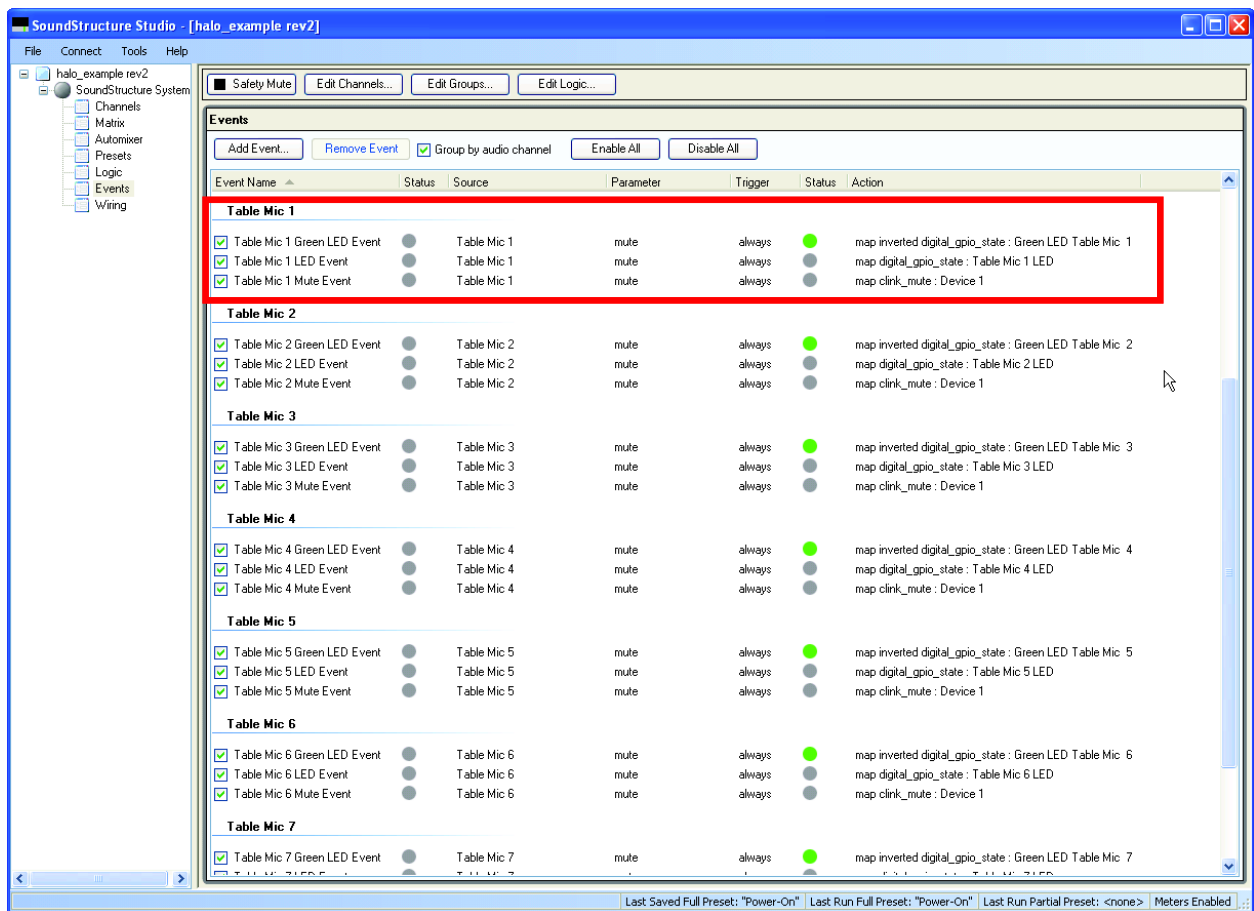 SoundStructure Studio - [halo_example rev2]
File Connect Tools Help
halo_example rev2
SoundStructure System
Channels
Matrix
Automixer
Presets
Logic
Events
Wiring
Safety Mute Edit Channels... Edit Groups... Edit Logic...
Events
Add Event... Remove Event Group by audio channel Enable All Disable All
Event Name Status Source Parameter Trigger Status Action
Table Mic 1
Table Mic 1 Green LED Event Table Mic 1 mute always map inverted digital_gpio_state : Green LED Table Mic 1
Table Mic 1 LED Event Table Mic 1 mute always map digital_gpio_state : Table Mic 1 LED
Table Mic 1 Mute Event Table Mic 1 mute always map clink_mute : Device 1
Table Mic 2
Table Mic 2 Green LED Event Table Mic 2 mute always map inverted digital_gpio_state : Green LED Table Mic 2
Table Mic 2 LED Event Table Mic 2 mute always map digital_gpio_state : Table Mic 2 LED
Table Mic 2 Mute Event Table Mic 2 mute always map clink_mute : Device 1
Table Mic 3
Table Mic 3 Green LED Event Table Mic 3 mute always map inverted digital_gpio_state : Green LED Table Mic 3
Table Mic 3 LED Event Table Mic 3 mute always map digital_gpio_state : Table Mic 3 LED
Table Mic 3 Mute Event Table Mic 3 mute always map clink_mute : Device 1
Table Mic 4
Table Mic 4 Green LED Event Table Mic 4 mute always map inverted digital_gpio_state : Green LED Table Mic 4
Table Mic 4 LED Event Table Mic 4 mute always map digital_gpio_state : Table Mic 4 LED
Table Mic 4 Mute Event Table Mic 4 mute always map clink_mute : Device 1
Table Mic 5
Table Mic 5 Green LED Event Table Mic 5 mute always map inverted digital_gpio_state : Green LED Table Mic 5
Table Mic 5 LED Event Table Mic 5 mute always map digital_gpio_state : Table Mic 5 LED
Table Mic 5 Mute Event Table Mic 5 mute always map clink_mute : Device 1
Table Mic 6
Table Mic 6 Green LED Event Table Mic 6 mute always map inverted digital_gpio_state : Green LED Table Mic 6
Table Mic 6 LED Event Table Mic 6 mute always map digital_gpio_state : Table Mic 6 LED
Table Mic 6 Mute Event Table Mic 6 mute always map clink_mute : Device 1
Table Mic 7
Table Mic 7 Green LED Event Table Mic 7 mute always map inverted digital_gpio_state : Green LED Table Mic 7
Last Saved Full Preset: "Power-On" Last Run Full Preset: "Power-On" Last Run Partial Preset: <none> Meters Enabled